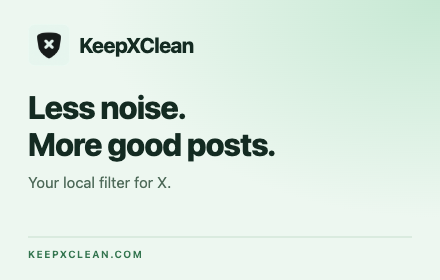 KeepXClean
Less noise.
More good posts.
Your local filter for X.
KEEPXCLEAN.COM